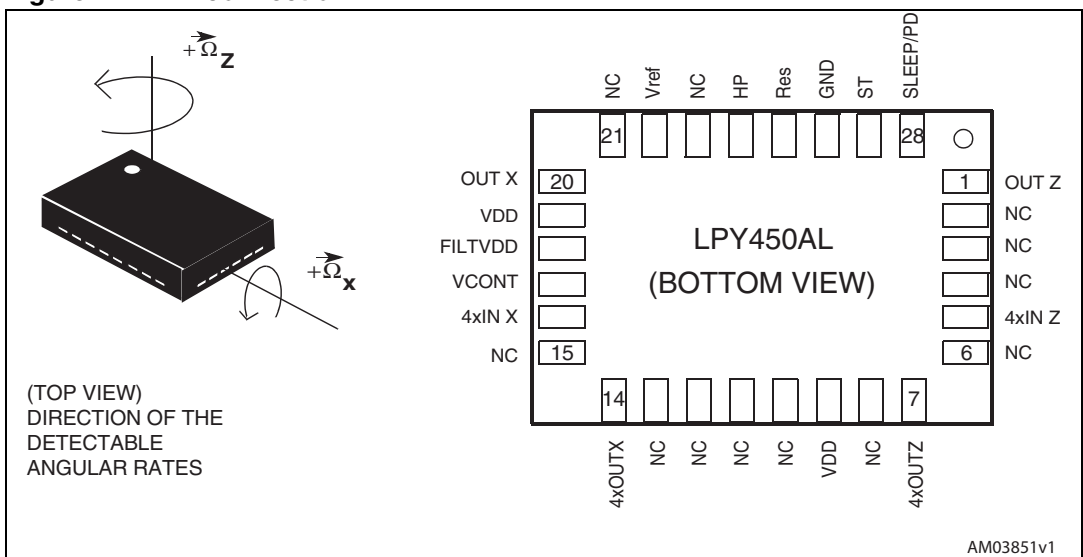 +Ω Z
+Ω x
(TOP VIEW)
DIRECTION OF THE
DETECTABLE
ANGULAR RATES
NC
Vref
NC
HP
Res
GND
ST
SLEEP/PD
21
28
OUT X 20
VDD
FILTVDD
VCONT
4xIN X
NC 15
LPY450AL
(BOTTOM VIEW)
1 OUT Z
NC
NC
NC
4xIN Z
6 NC
14
7
4xOUTX
NC
NC
NC
NC
VDD
NC
4xOUTZ
AM03851v1